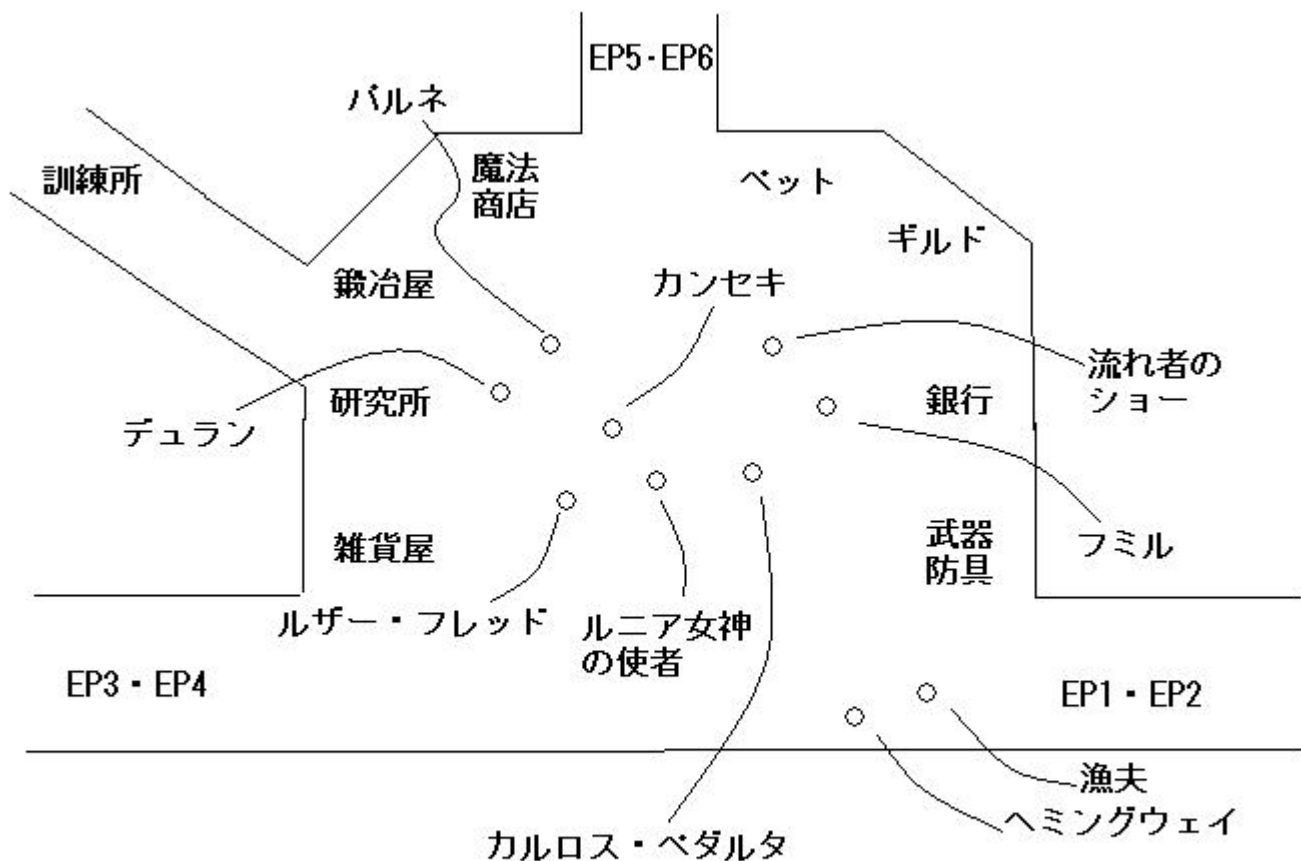 EP5・EP6
バルネ
魔法
商店
訓練所
ペット
ギルド
鍛冶屋
カンセキ
流れ者の
ショー
研究所
銀行
デュラン
武器
防具
フミル
雑貨屋
ルザー・フレッド
ルニア女神
の使者
EP3・EP4
EP1・EP2
漁夫
ヘミングウェイ
カルロス・ペダルタ